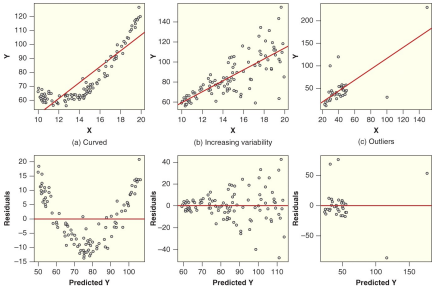 120
110
100
90
80
70
60
Y
10 12 14 16 18 20
X
(a) Curved
140
120
100
80
60
Y
10 12 14 16 18 20
X
(b) Increasing variability
200
150
100
50
Y
20 40 60 80 100 120 140
X
(c) Outliers
20
15
10
5
0
−5
−10
−15
Residuals
50 60 70 80 90 100
Predicted Y
40
20
0
−20
−40
Residuals
60 70 80 90 100 110
Predicted Y
50
0
−50
Residuals
50 100 150
Predicted Y